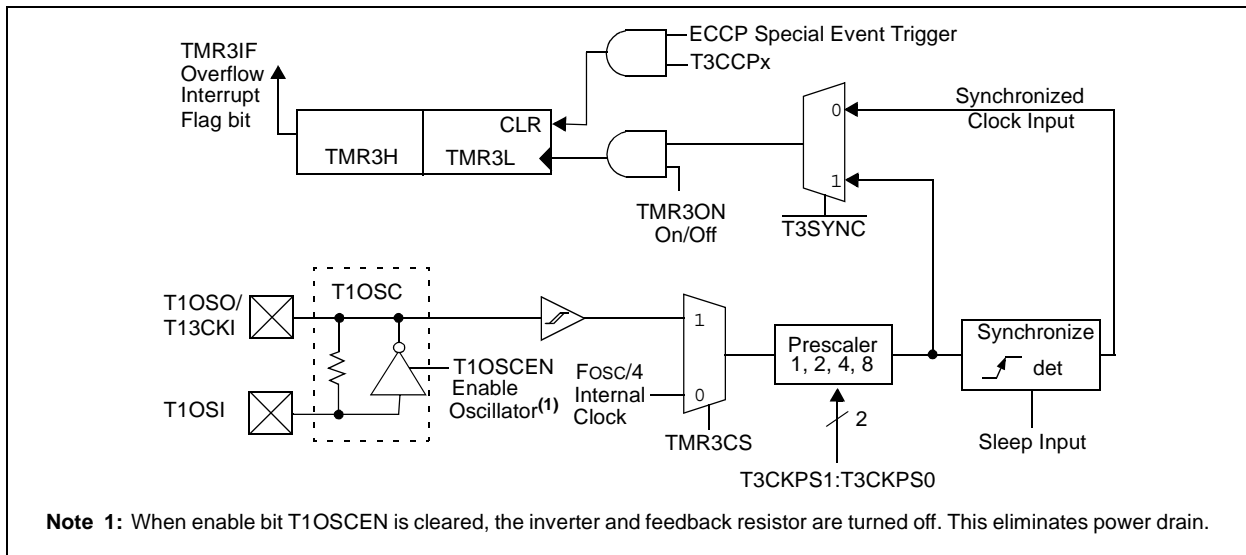 ECCP Special Event Trigger
T3CCPx
TMR3IF
Overflow
Interrupt
Flag bit
TMR3H
TMR3L
CLR
TMR3ON
On/Off
0
1
T3SYNC
Synchronized
Clock Input
T1OSO/
T13CKI
T1OSI
T1OSC
T1OSCEN
Enable
Oscillator(1)
FOSC/4
Internal
Clock
1
0
TMR3CS
Prescaler
1, 2, 4, 8
2
T3CKPS1:T3CKPS0
Synchronize
det
Sleep Input
Note 1: When enable bit T1OSCEN is cleared, the inverter and feedback resistor are turned off. This eliminates power drain.